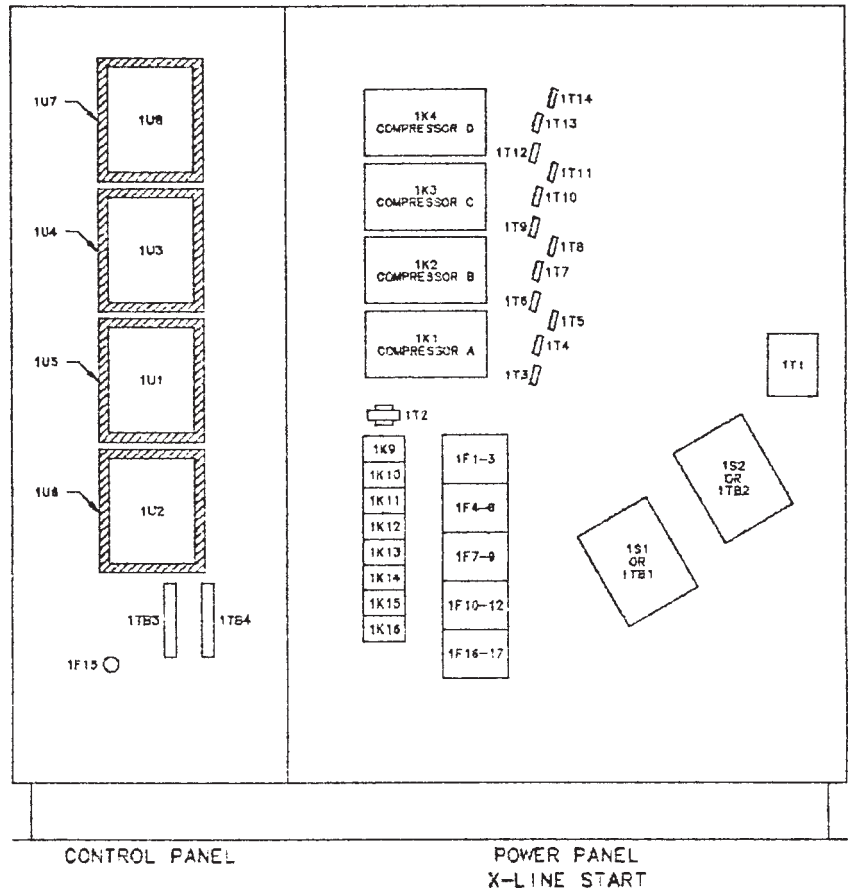 1U7
1U6
1U4
1U3
1U5
1U1
1U6
1U2
1TB3
1TB4
1F15
CONTROL PANEL
1K4
COMPRESSOR D
1K3
COMPRESSOR C
1K2
COMPRESSOR B
1K1
COMPRESSOR A
1T14
1T13
1T12
1T11
1T10
1T9
1T8
1T7
1T6
1T5
1T4
1T3
1T1
1T2
1K9
1K10
1K11
1K12
1K13
1K14
1K15
1K16
1F1-3
1F4-6
1F7-9
1F10-12
1F16-17
1S2
OR
1TB2
1S1
OR
1TB1
POWER PANEL
X-LINE START